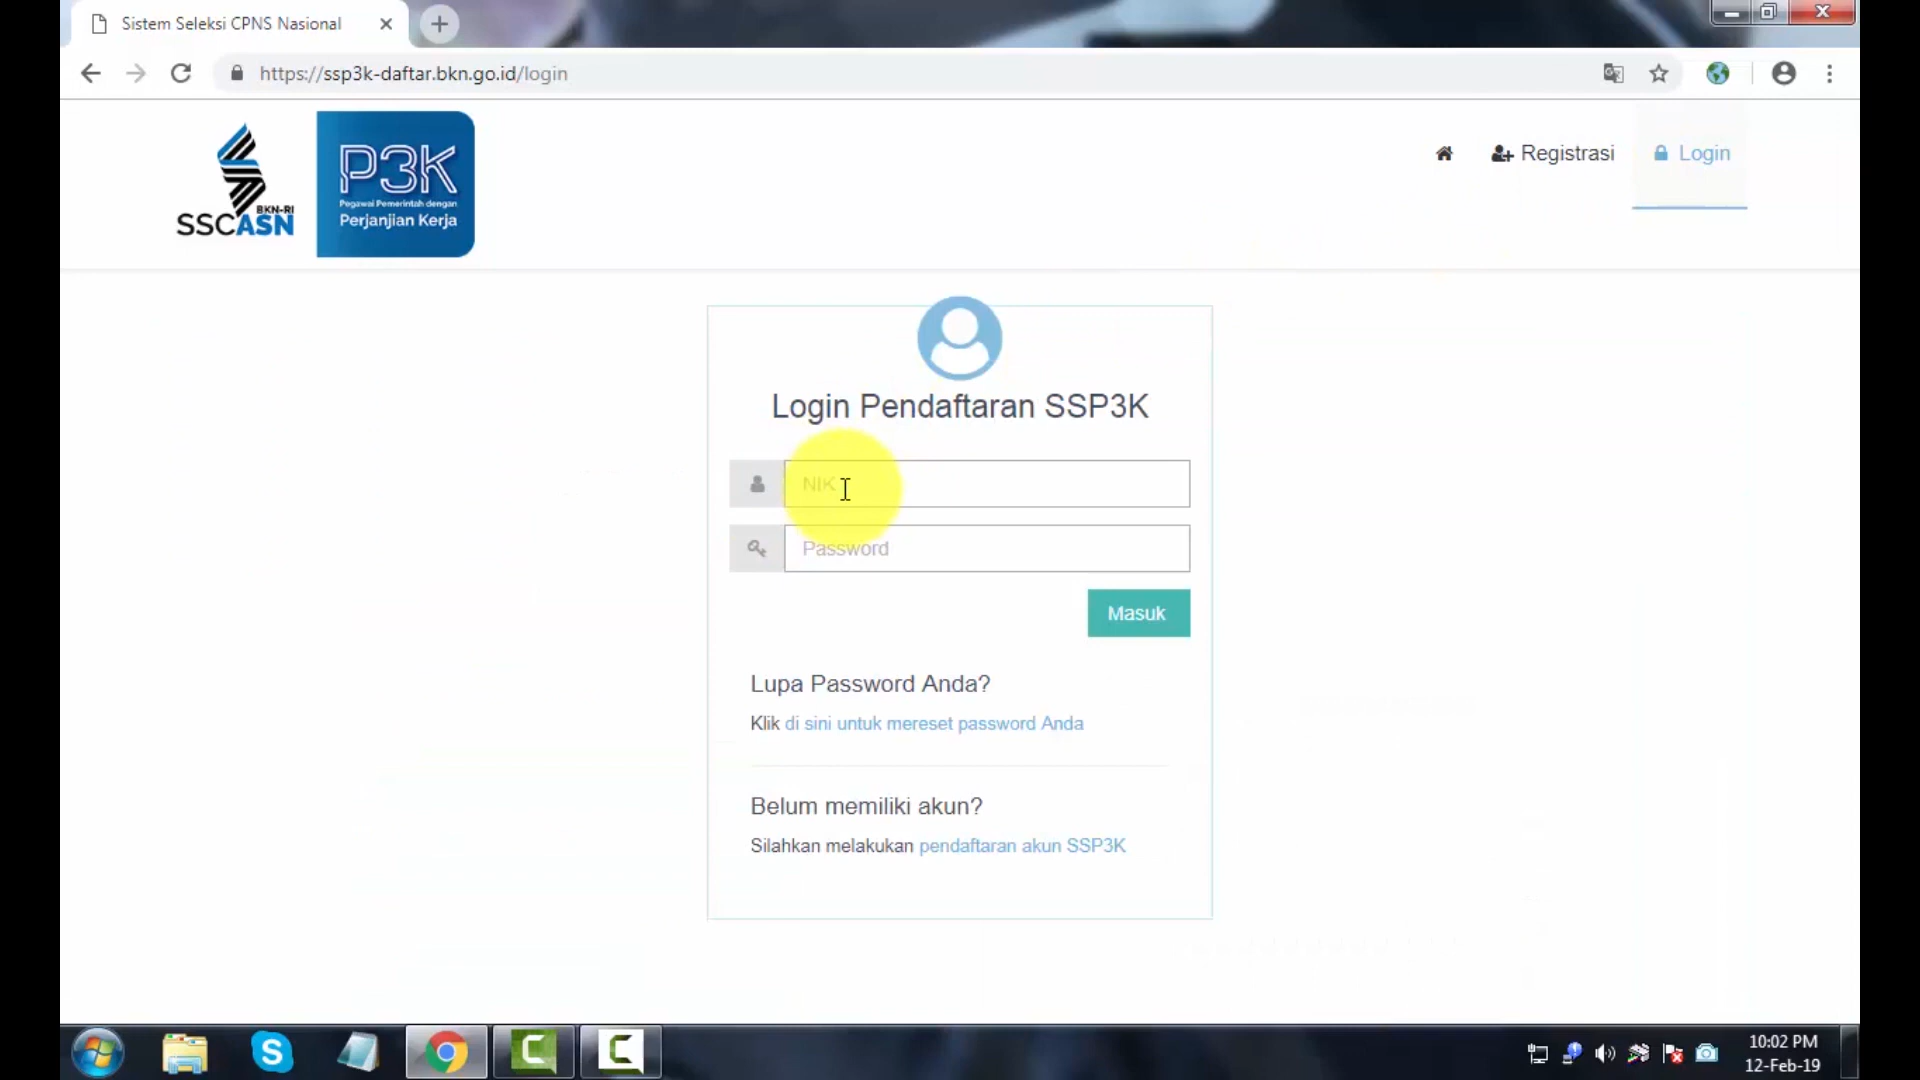 Sistem Seleksi CPNS Nasional
https://ssp3k-daftar.bkn.go.id/login
BKN-RI
SSCASN
P3K
Pegawai Pemerintah dengan
Perjanjian Kerja
Registrasi
Login
Login Pendaftaran SSP3K
NIK
Password
Masuk
Lupa Password Anda?
Klik di sini untuk mereset password Anda
Belum memiliki akun?
Silahkan melakukan pendaftaran akun SSP3K
10:02 PM
12-Feb-19